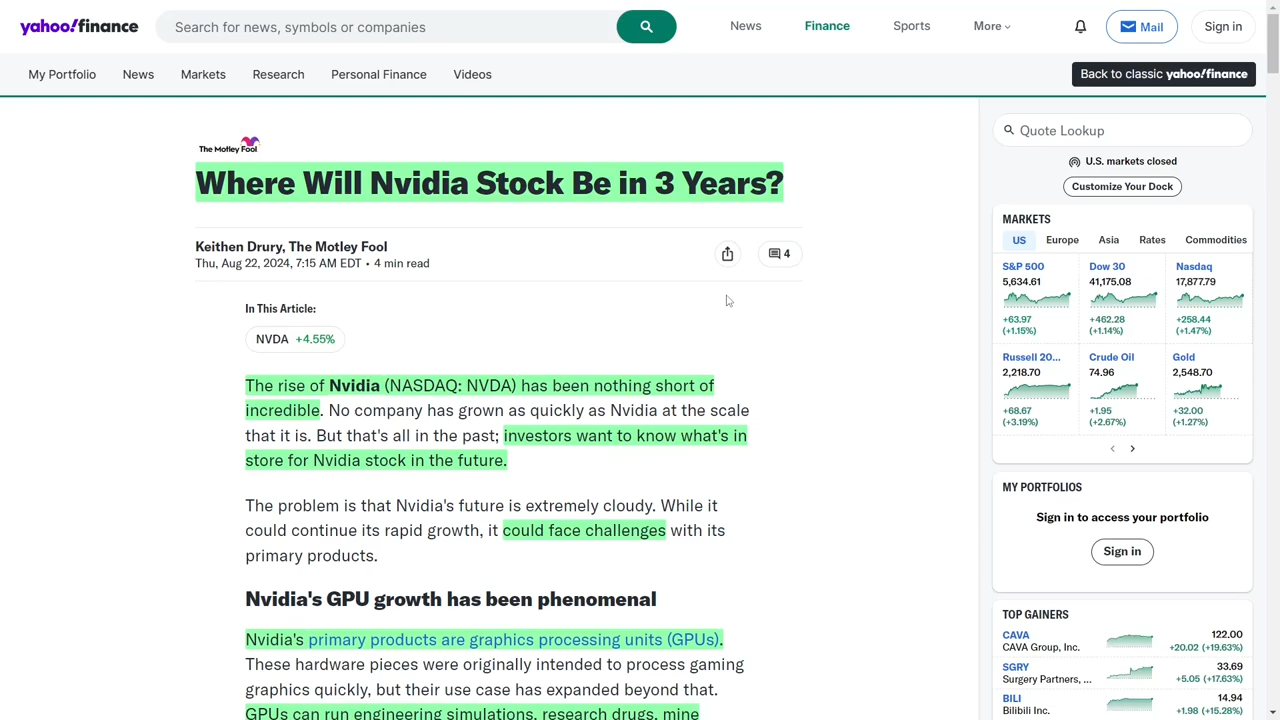 yahoo!finance
Search for news, symbols or companies
News
Finance
Sports
More
Mail
Sign in
My Portfolio
News
Markets
Research
Personal Finance
Videos
Back to classic yahoo!finance
The Motley Fool
Where Will Nvidia Stock Be in 3 Years?
Keithen Drury, The Motley Fool
Thu, Aug 22, 2024, 7:15 AM EDT • 4 min read
4
In This Article:
NVDA +4.55%
The rise of Nvidia (NASDAQ: NVDA) has been nothing short of
incredible. No company has grown as quickly as Nvidia at the scale
that it is. But that's all in the past; investors want to know what's in
store for Nvidia stock in the future.
The problem is that Nvidia's future is extremely cloudy. While it
could continue its rapid growth, it could face challenges with its
primary products.
Nvidia's GPU growth has been phenomenal
Nvidia's primary products are graphics processing units (GPUs).
These hardware pieces were originally intended to process gaming
graphics quickly, but their use case has expanded beyond that.
GPUs can run engineering simulations, research drugs, mine
Quote Lookup
U.S. markets closed
Customize Your Dock
MARKETS
US Europe Asia Rates Commodities
S&P 500
5,634.61
+63.97
(+1.15%)
Dow 30
41,175.08
+462.28
(+1.14%)
Nasdaq
17,877.79
+258.44
(+1.47%)
Russell 20...
2,218.70
+68.67
(+3.19%)
Crude Oil
74.96
+1.95
(+2.67%)
Gold
2,548.70
+32.00
(+1.27%)
MY PORTFOLIOS
Sign in to access your portfolio
Sign in
TOP GAINERS
CAVA 122.00
CAVA Group, Inc. +20.02 (+19.63%)
SGRY 33.69
Surgery Partners, ... +5.05 (+17.63%)
BILI 14.94
Bilibili Inc. +1.98 (+15.28%)